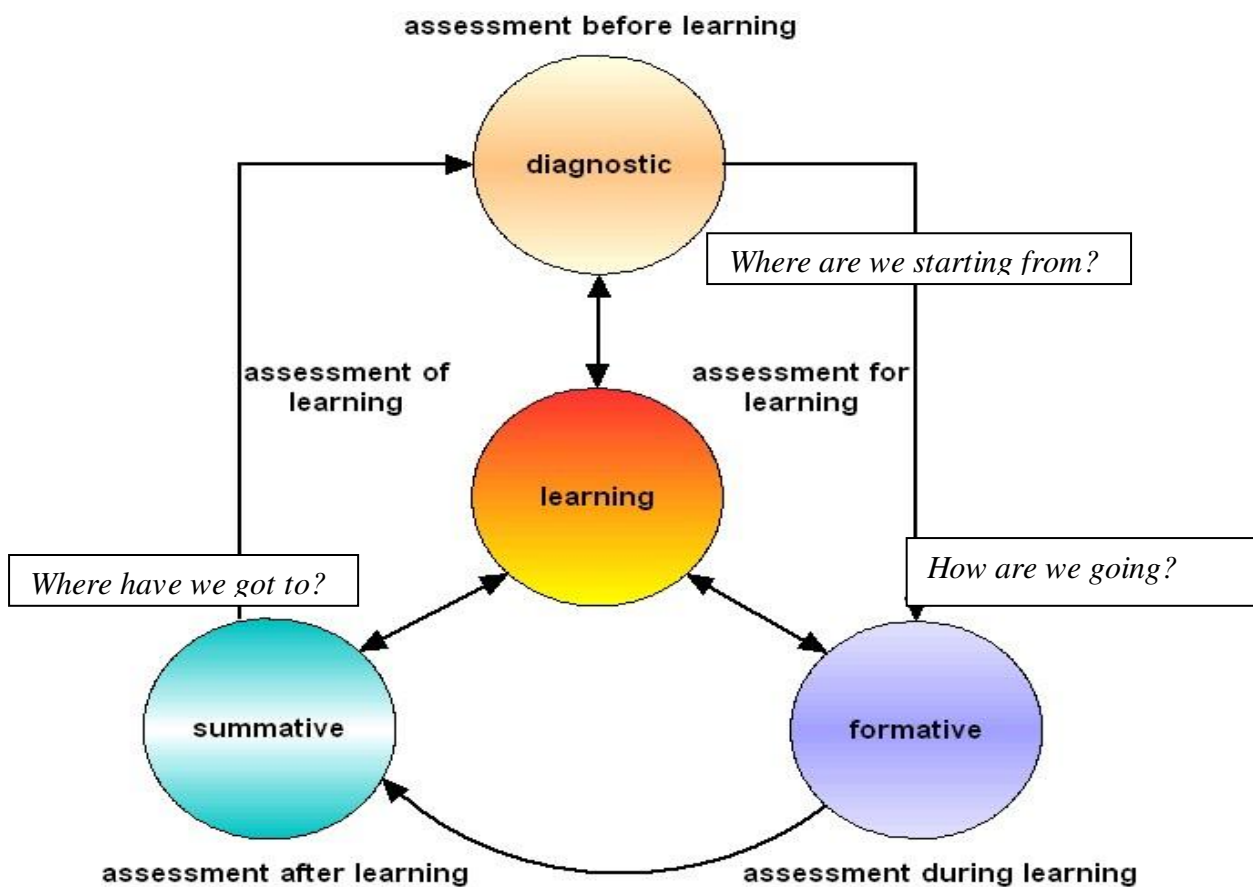 assessment before learning
diagnostic
Where are we starting from?
assessment of
learning
assessment for
learning
learning
Where have we got to?
How are we going?
summative
formative
assessment after learning
assessment during learning